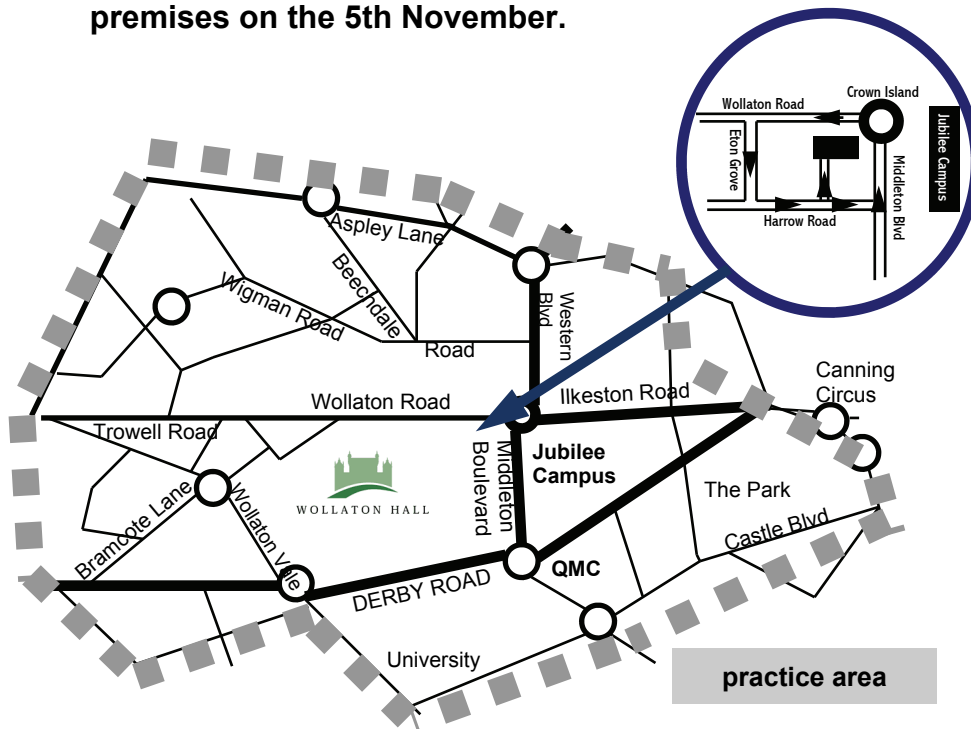 premises on the 5th November.
Crown Island
Wollaton Road
Eton Grove
Jubilee Campus
Middleton Blvd
Harrow Road
Aspley Lane
Beechdale
Wigman Road
Road
Western
Blvd
Wollaton Road
Ilkeston Road
Canning
Circus
Trowell Road
Middleton
Boulevard
Jubilee
Campus
WOLLATON HALL
The Park
Bramcote Lane
Wollaton Vale
Castle Blvd
DERBY ROAD
QMC
University
practice area